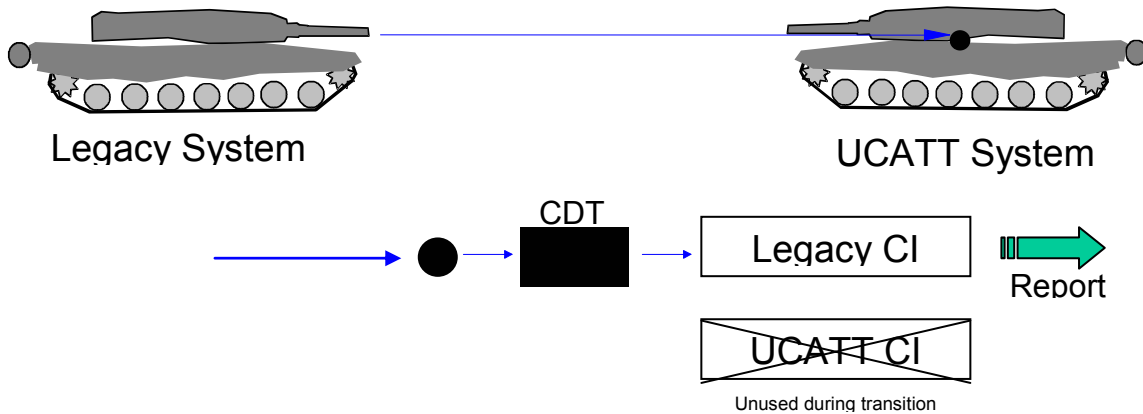 Legacy System
UCATT System
CDT
Legacy CI
Report
UCATT CI
Unused during transition